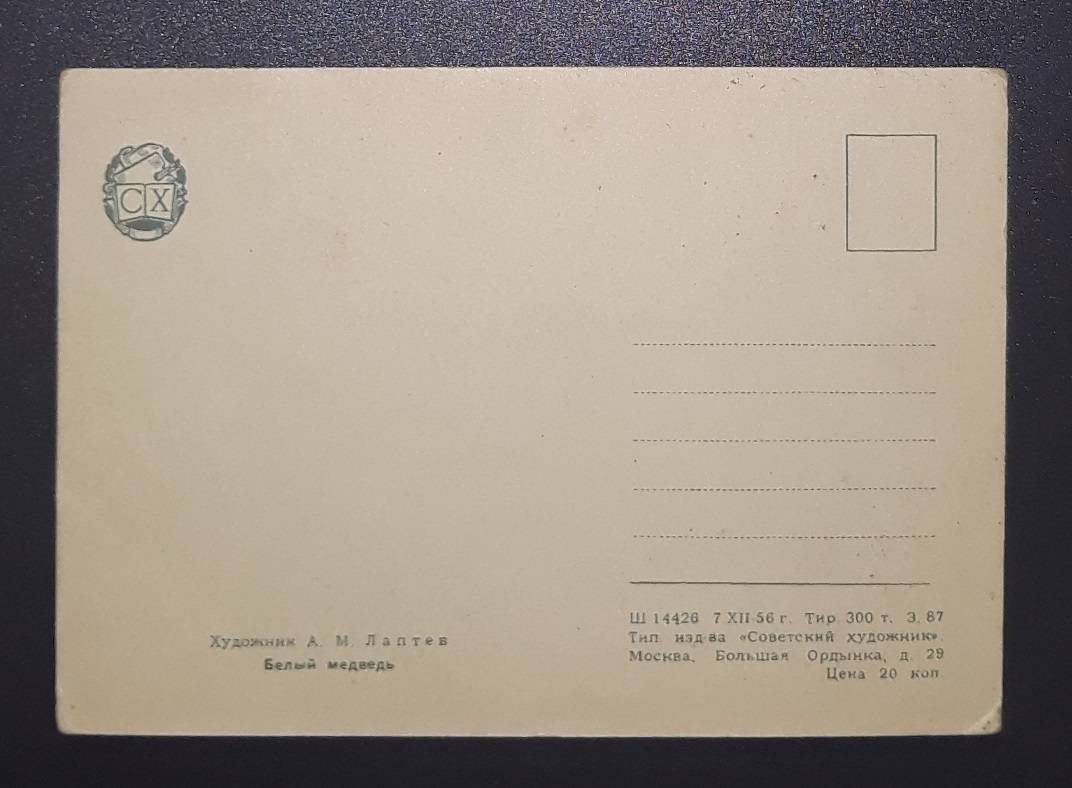 СХ
Художник А. М. Лаптев
Белый медведь
Ш 14426 7 XII-56 г. Тир. 300 т. З. 87
Тип. изд-ва «Советский художник».
Москва, Большая Ордынка, д. 29
Цена 20 коп.